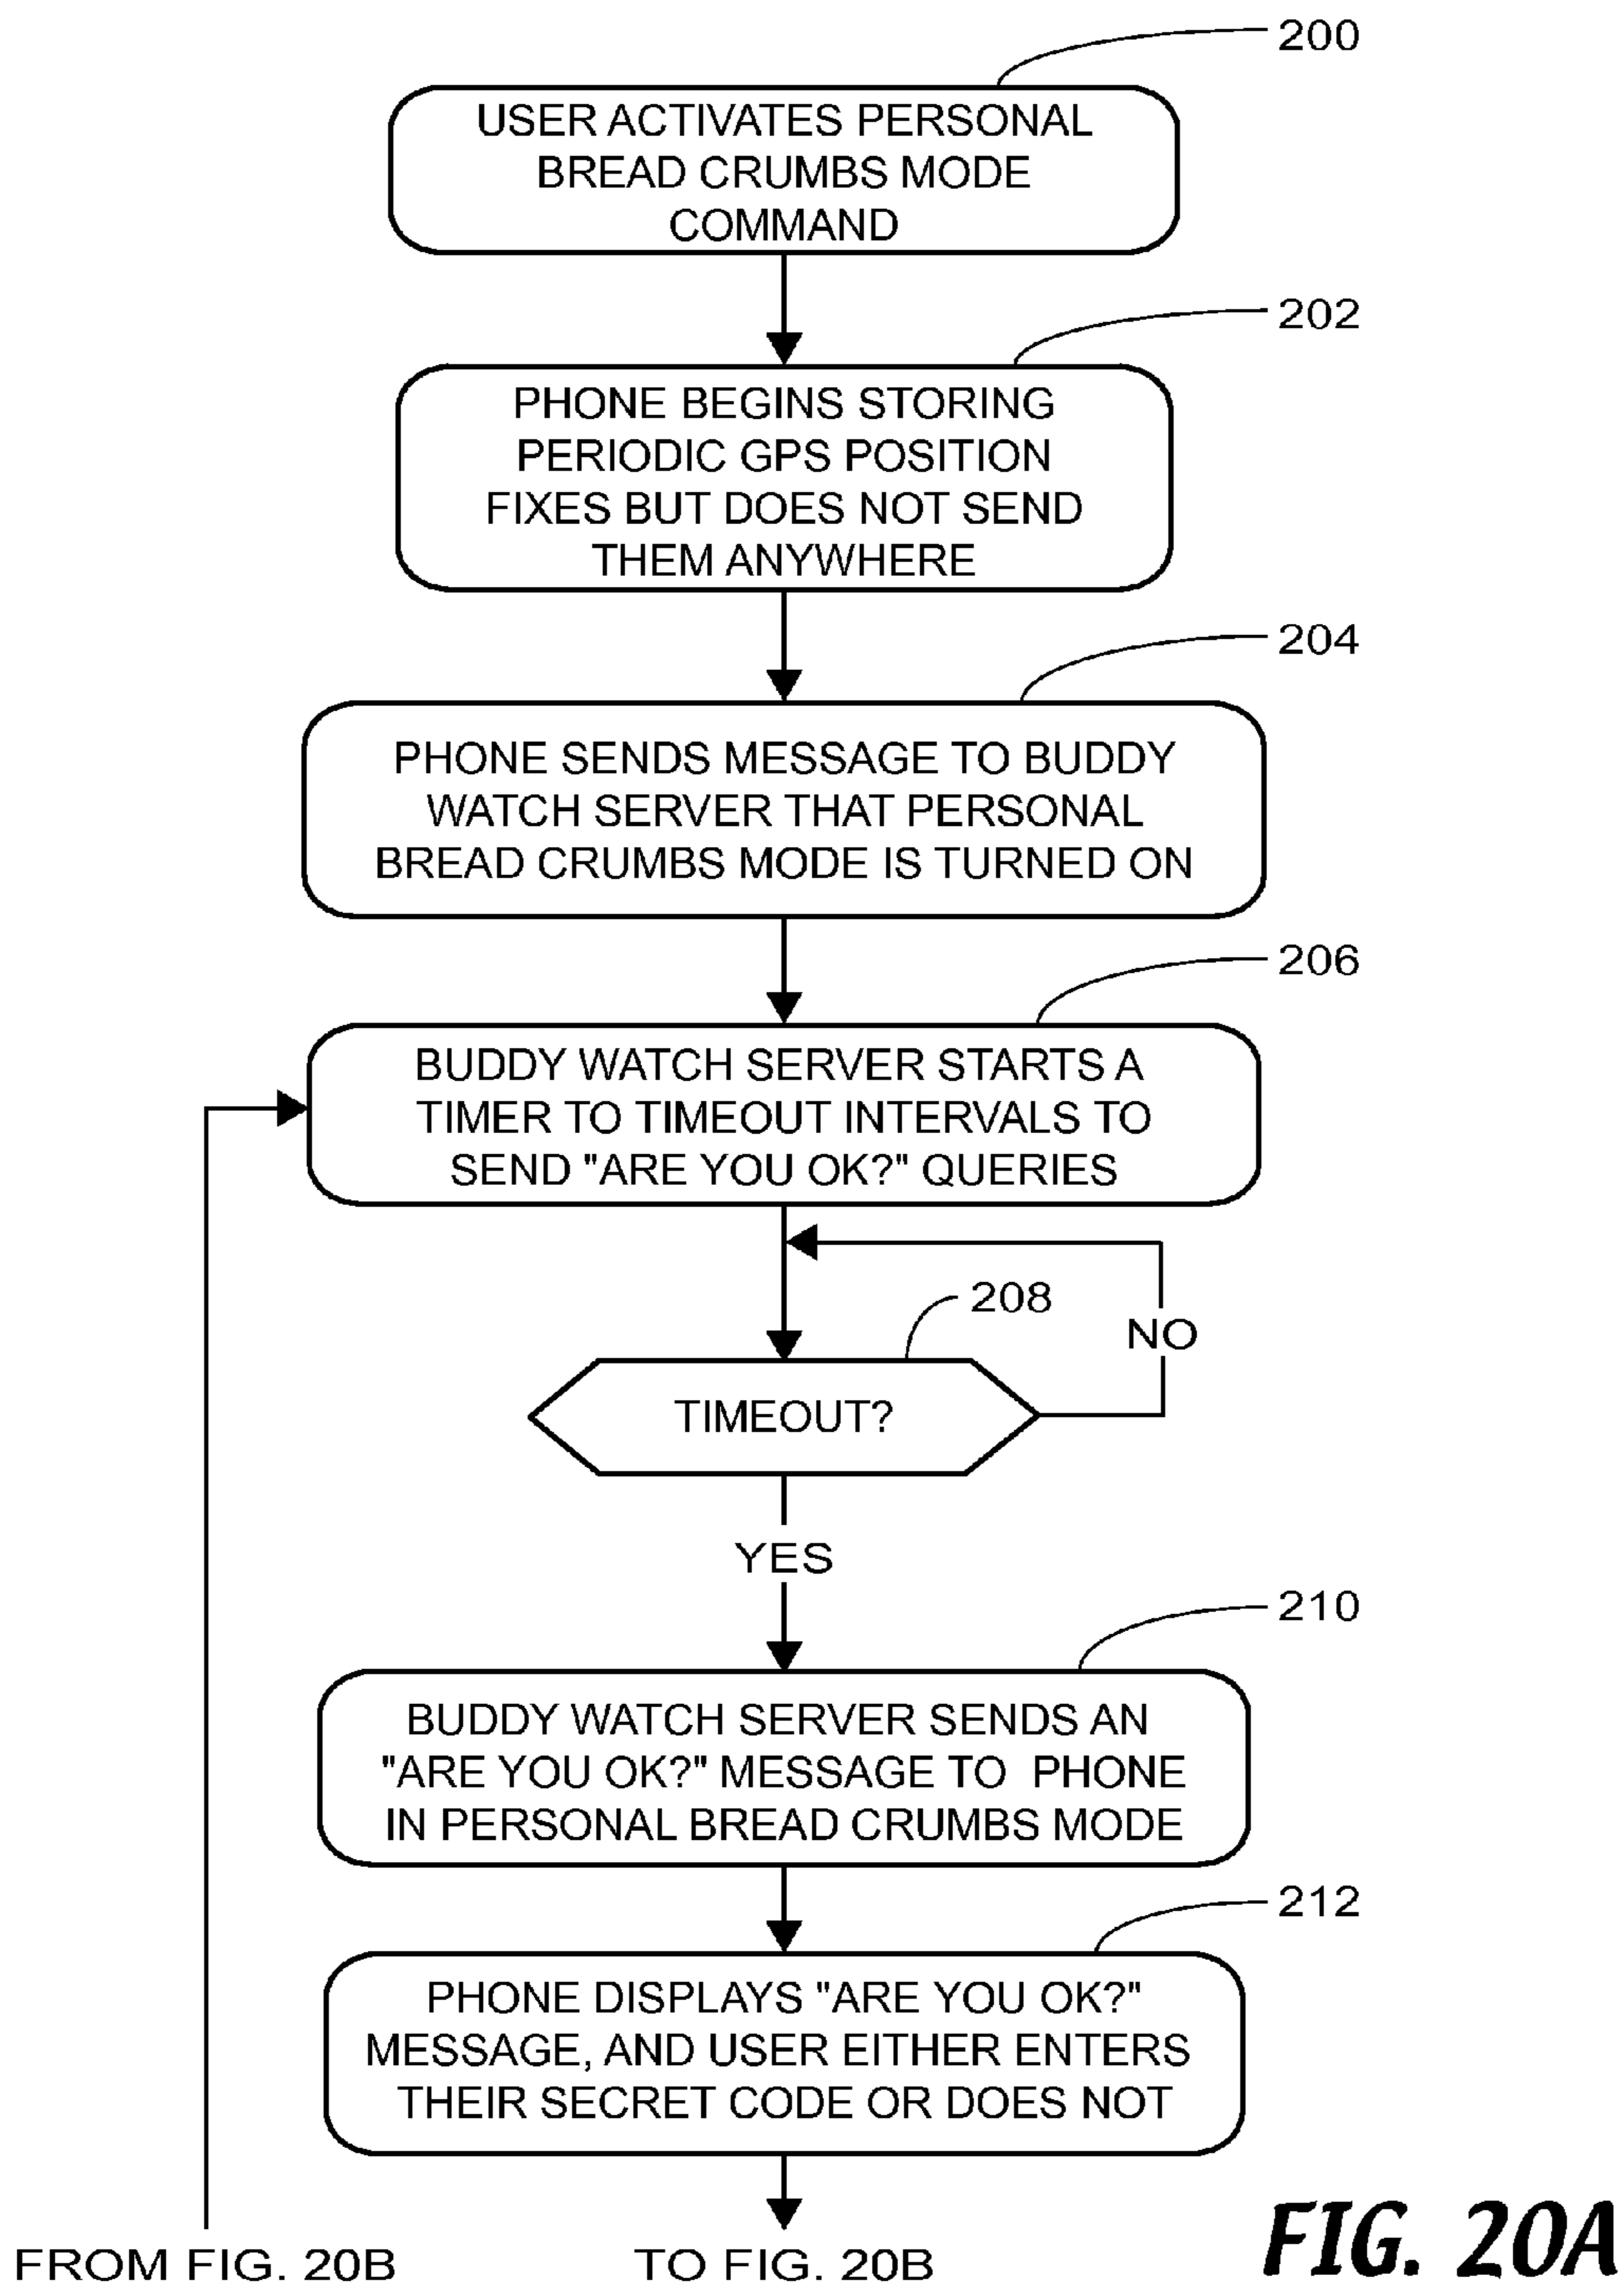 200
USER ACTIVATES PERSONAL
BREAD CRUMBS MODE
COMMAND
202
PHONE BEGINS STORING
PERIODIC GPS POSITION
FIXES BUT DOES NOT SEND
THEM ANYWHERE
204
PHONE SENDS MESSAGE TO BUDDY
WATCH SERVER THAT PERSONAL
BREAD CRUMBS MODE IS TURNED ON
206
BUDDY WATCH SERVER STARTS A
TIMER TO TIMEOUT INTERVALS TO
SEND "ARE YOU OK?" QUERIES
208
NO
TIMEOUT?
YES
210
BUDDY WATCH SERVER SENDS AN
"ARE YOU OK?" MESSAGE TO PHONE
IN PERSONAL BREAD CRUMBS MODE
212
PHONE DISPLAYS "ARE YOU OK?"
MESSAGE, AND USER EITHER ENTERS
THEIR SECRET CODE OR DOES NOT
FROM FIG. 20B
TO FIG. 20B
FIG. 20A